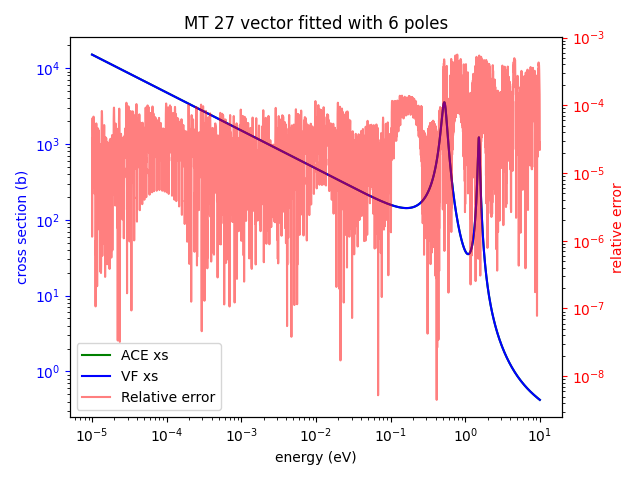 MT 27 vector fitted with 6 poles
cross section (b)
10⁴
10³
10²
10¹
10⁰
10⁻³
10⁻⁴
10⁻⁵
10⁻⁶
10⁻⁷
10⁻⁸
relative error
ACE xs
VF xs
Relative error
10⁻⁵ 10⁻⁴ 10⁻³ 10⁻² 10⁻¹ 10⁰ 10¹
energy (eV)